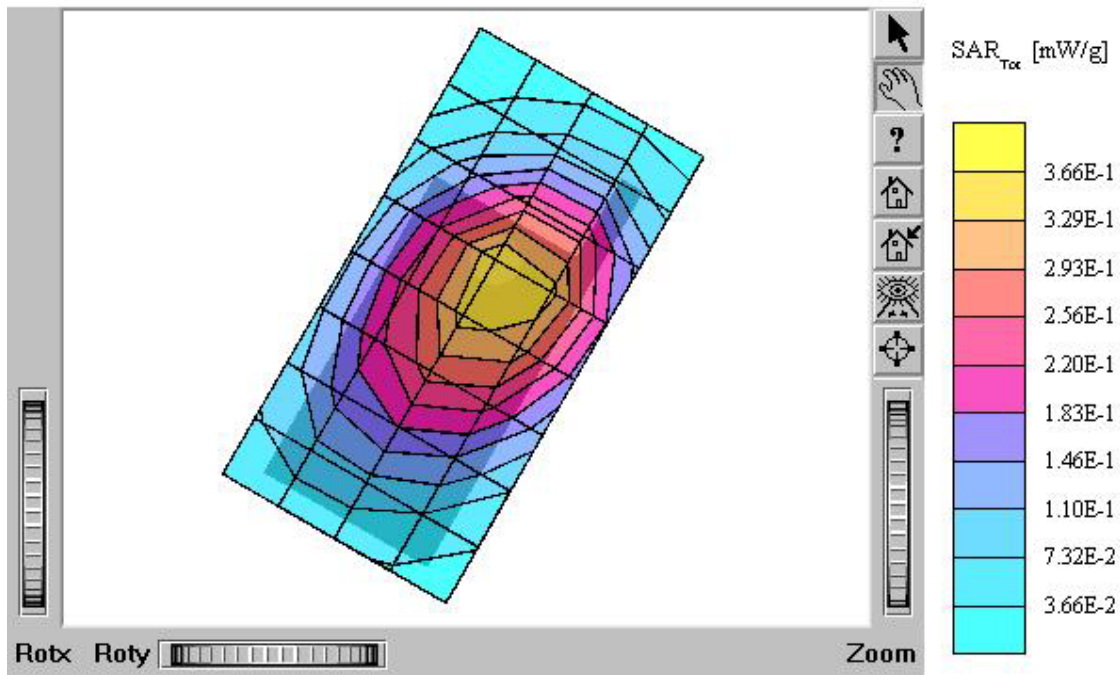 SARTot [mW/g]
?
3.66E-1
3.29E-1
2.93E-1
2.56E-1
2.20E-1
1.83E-1
1.46E-1
1.10E-1
7.32E-2
3.66E-2
Rotx Roty Zoom